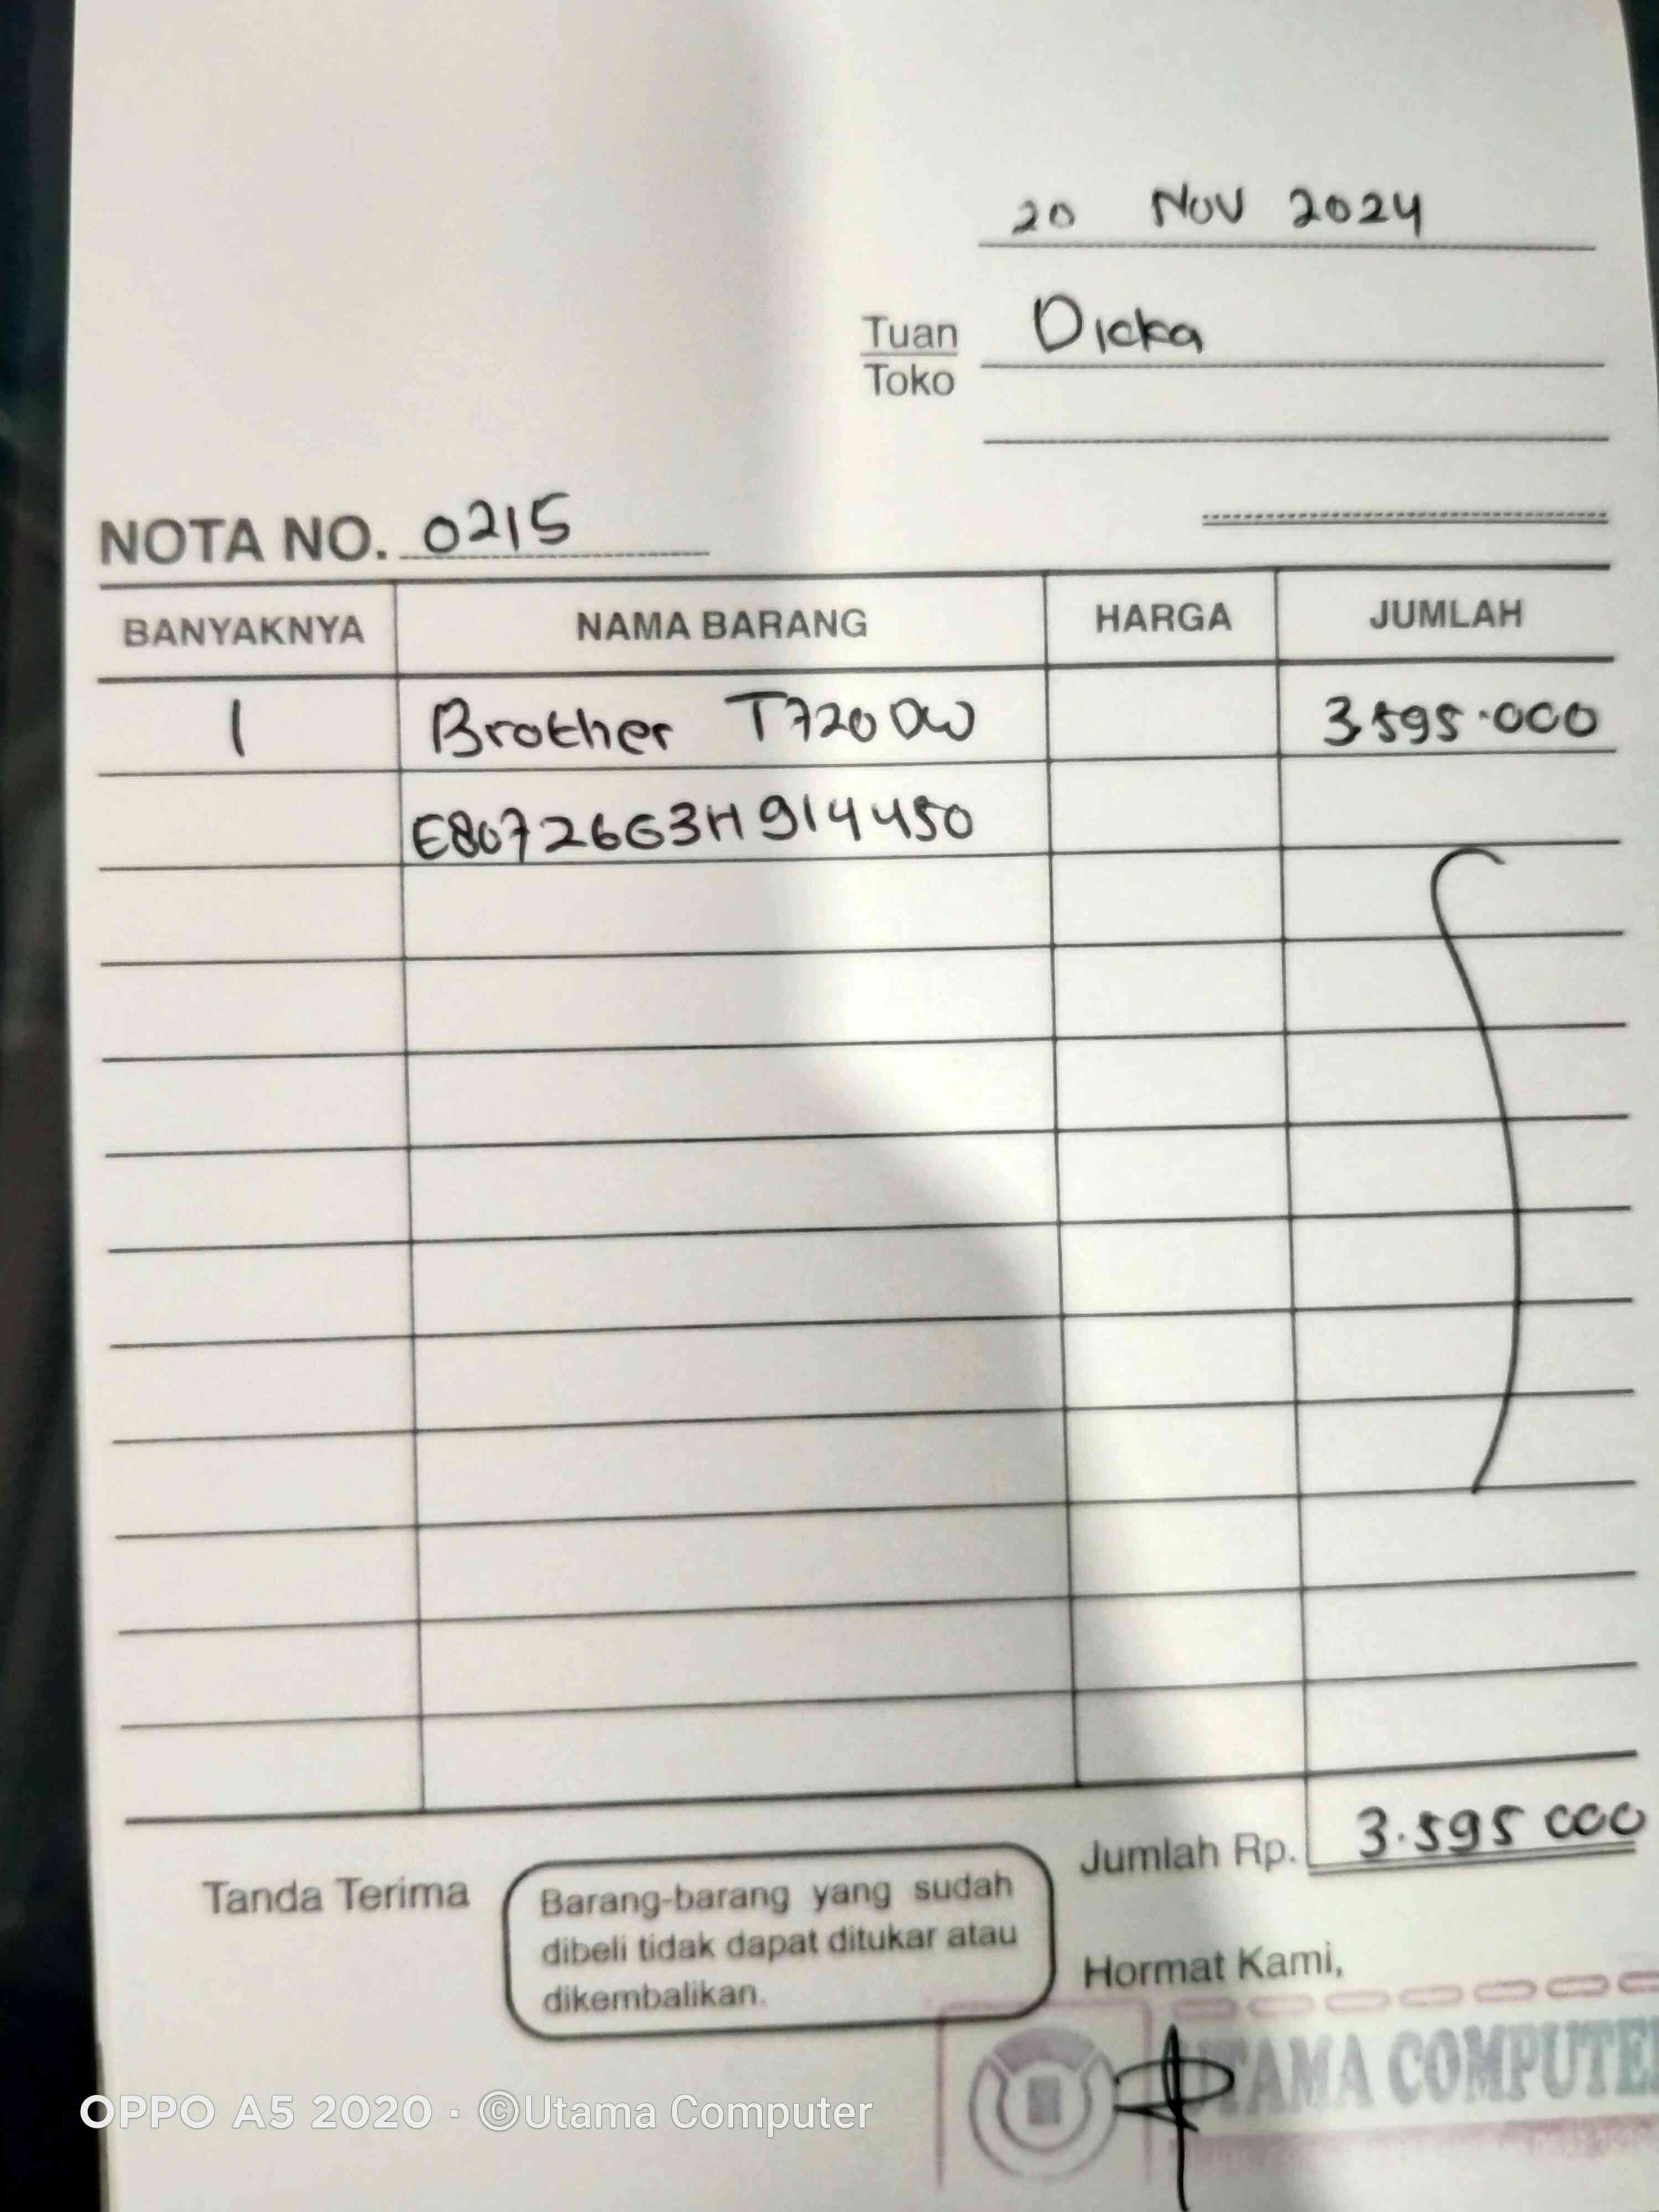 20 Nov 2024
Tuan Dicka
Toko
NOTA NO. 0215
BANYAKNYA NAMA BARANG HARGA JUMLAH
1 Brother T720DW 3.595.000
E80726G3H914450
Jumlah Rp. 3.595 000
Tanda Terima
Barang-barang yang sudah
dibeli tidak dapat ditukar atau
dikembalikan.
Hormat Kami,
UTAMA COMPUTER
OPPO A5 2020 · ©Utama Computer